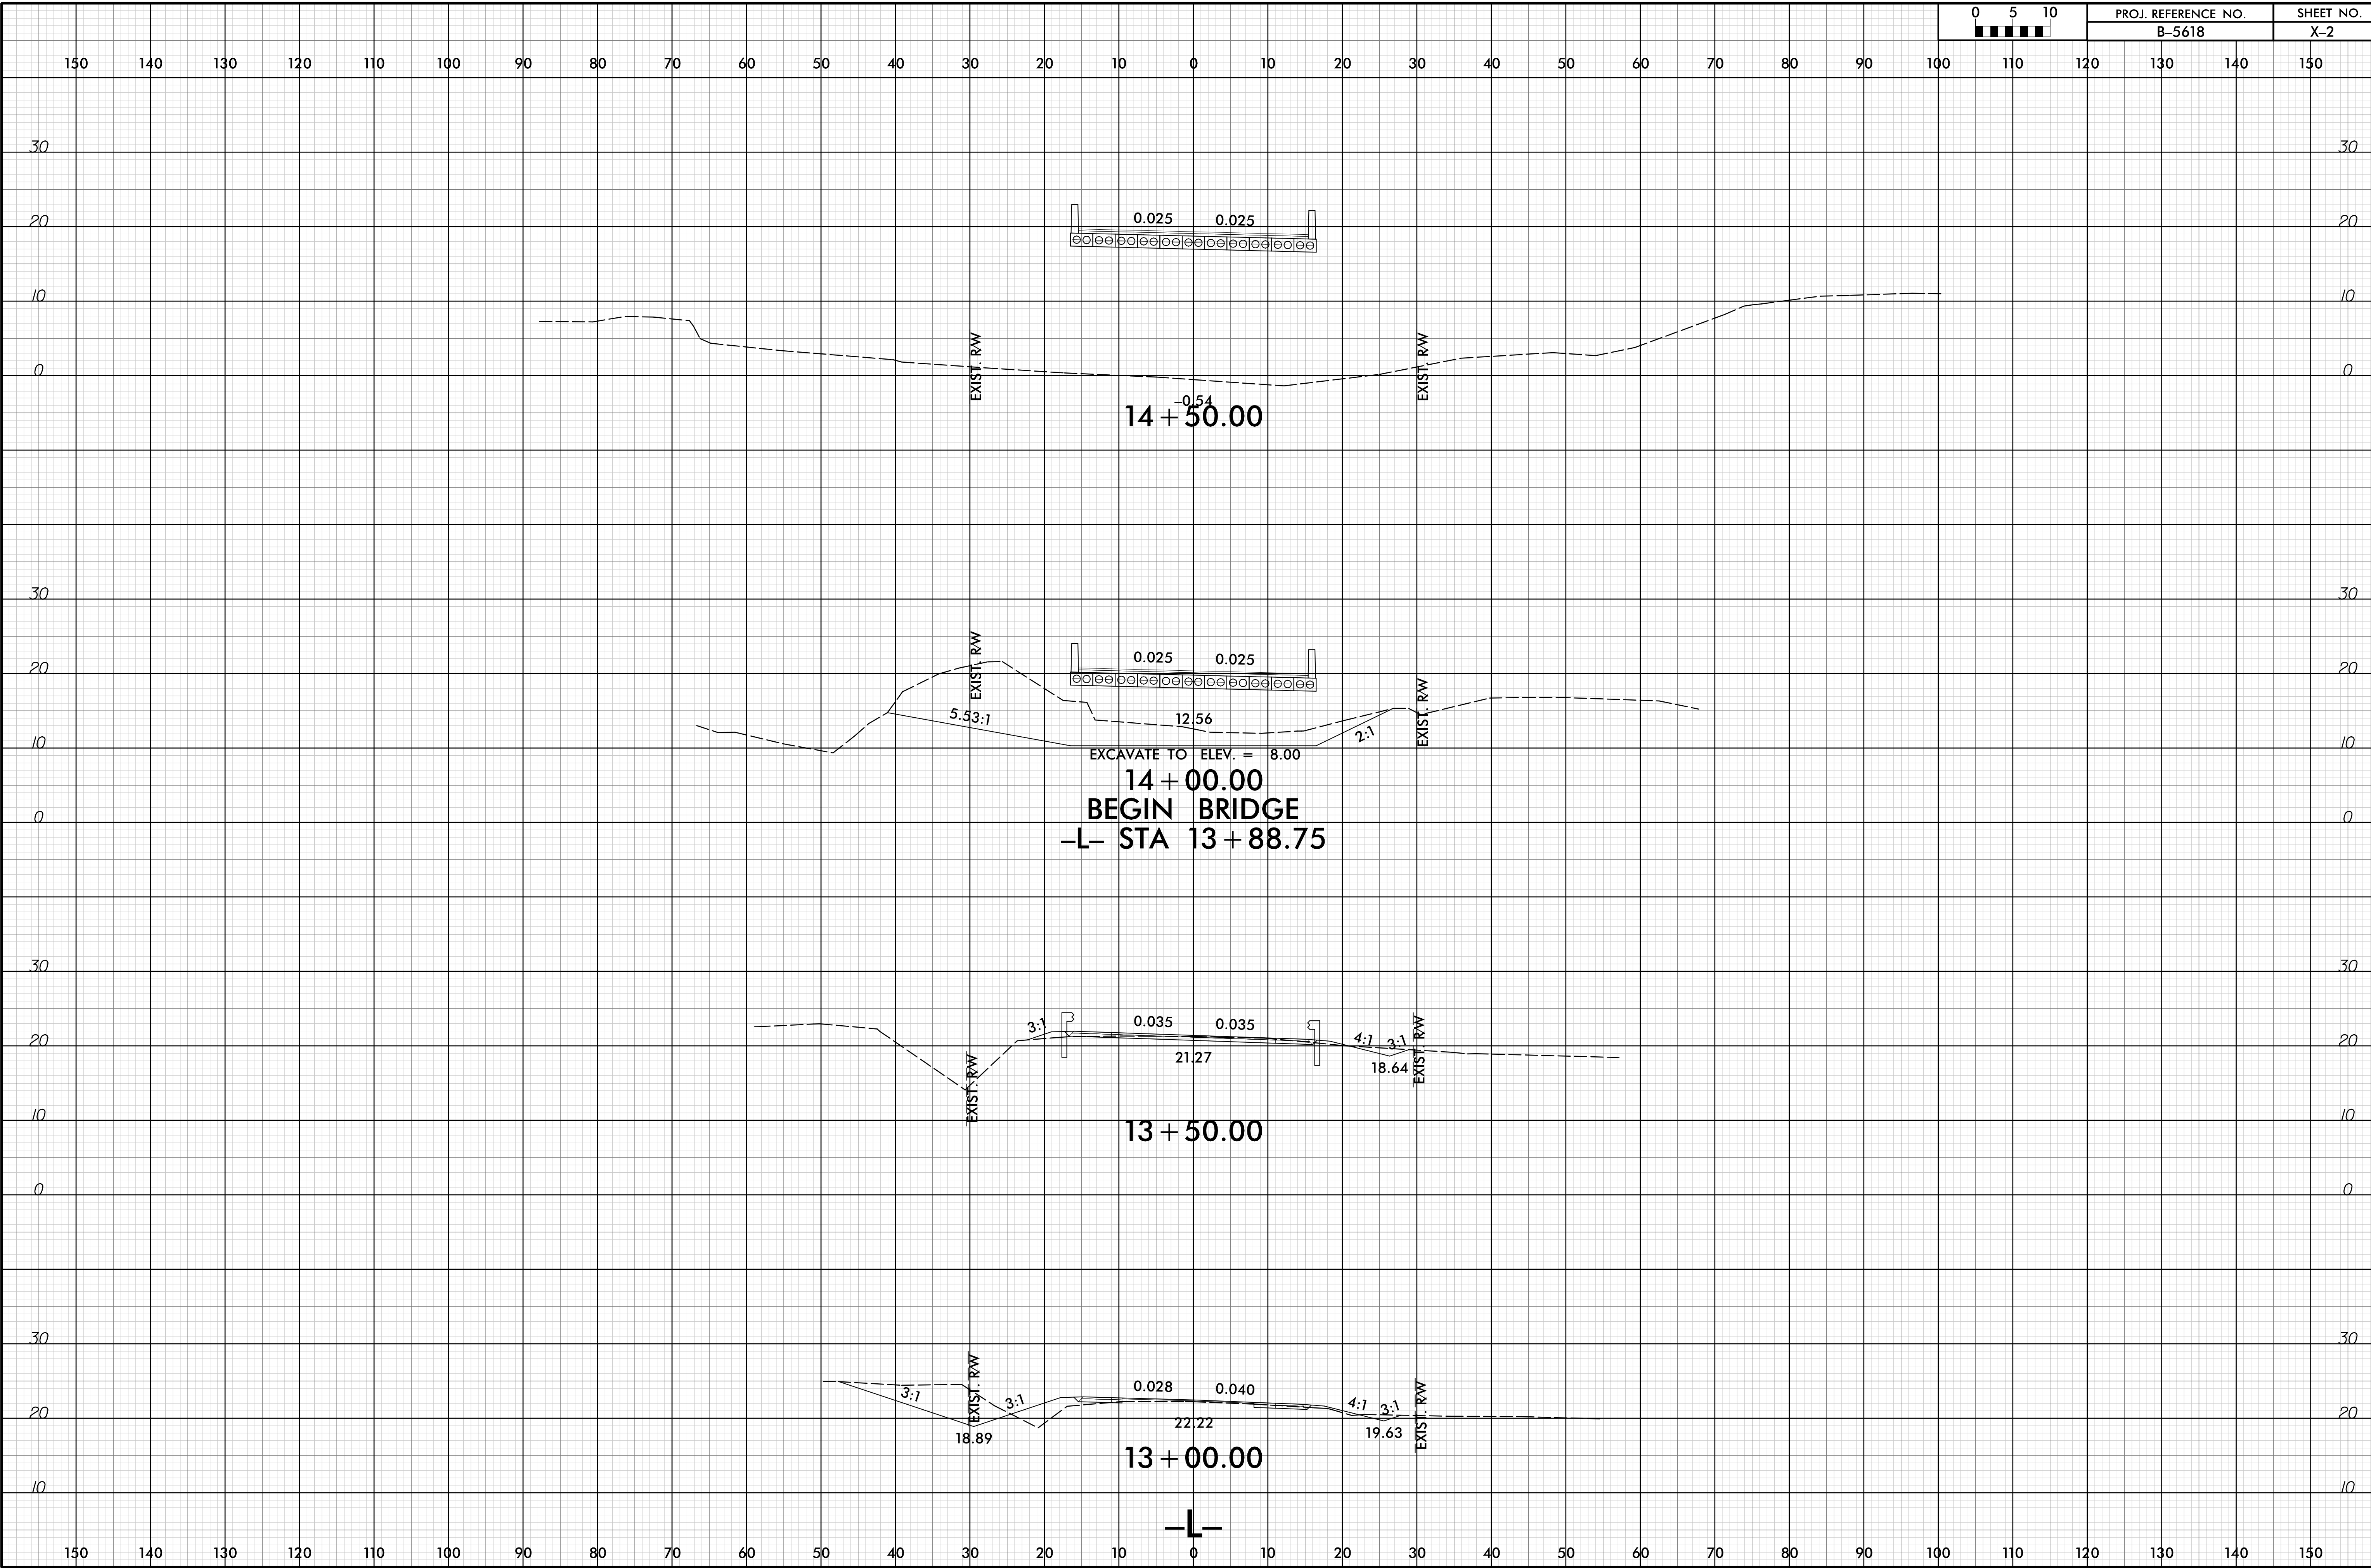 0 5 10
PROJ. REFERENCE NO.
SHEET NO.
B–5618
X–2
150 140 130 120 110 100 90 80 70 60 50 40 30 20 10 0 10 20 30 40 50 60 70 80 90 100 110 120 130 140 150
30 30
20 0.025 0.025 20
10 10
EXIST. R/W EXIST. R/W
0 0
–0.54
14+50.00
30 30
EXIST. R/W
20 0.025 0.025 20
EXIST. R/W
5.53:1 12.56 2:1
10 10
EXCAVATE TO ELEV. = 8.00
14+00.00
BEGIN BRIDGE
0 0
–L– STA 13+88.75
30 30
3:1 0.035 0.035 4:1 3:1
20 20
EXIST. R/W 21.27 18.64 EXIST. R/W
10 10
13+50.00
0 0
30 30
3:1 EXIST. R/W 3:1 0.028 0.040 4:1 3:1 EXIST. R/W
20 20
18.89 22.22 19.63
13+00.00
10 10
–L–
150 140 130 120 110 100 90 80 70 60 50 40 30 20 10 0 10 20 30 40 50 60 70 80 90 100 110 120 130 140 150